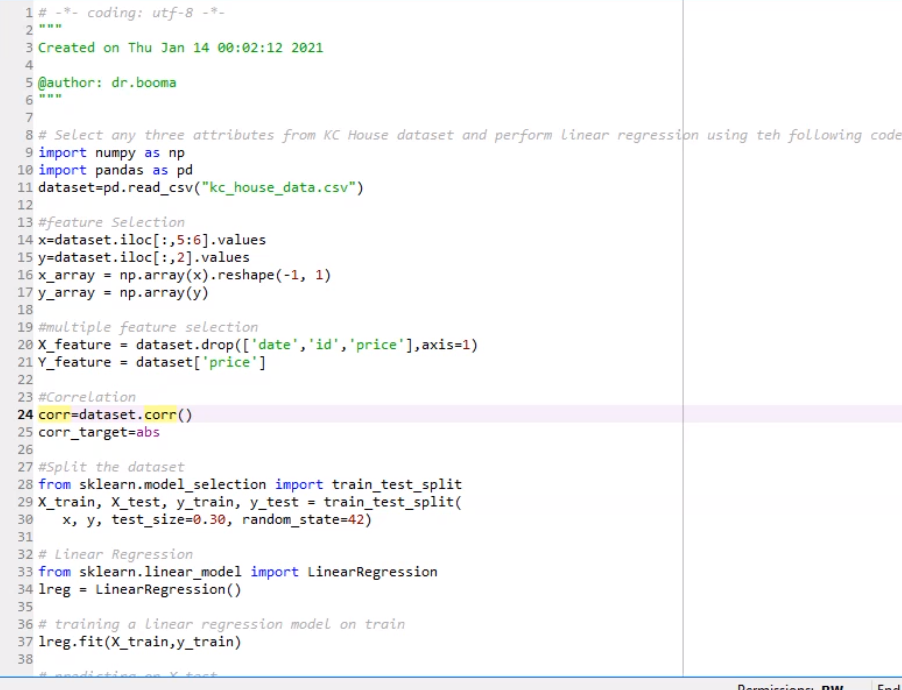 1 # -*- coding: utf-8 -*-
2 """
3 Created on Thu Jan 14 00:02:12 2021
4
5 @author: dr.booma
6 """
7
8 # Select any three attributes from KC House dataset and perform linear regression using teh following code
9 import numpy as np
10 import pandas as pd
11 dataset=pd.read_csv("kc_house_data.csv")
12
13 #feature Selection
14 x=dataset.iloc[:,5:6].values
15 y=dataset.iloc[:,2].values
16 x_array = np.array(x).reshape(-1, 1)
17 y_array = np.array(y)
18
19 #multiple feature selection
20 X_feature = dataset.drop(['date','id','price'],axis=1)
21 Y_feature = dataset['price']
22
23 #Correlation
24 corr=dataset.corr()
25 corr_target=abs
26
27 #Split the dataset
28 from sklearn.model_selection import train_test_split
29 X_train, X_test, y_train, y_test = train_test_split(
30    x, y, test_size=0.30, random_state=42)
31
32 # Linear Regression
33 from sklearn.linear_model import LinearRegression
34 lreg = LinearRegression()
35
36 # training a linear regression model on train
37 lreg.fit(X_train,y_train)
38
# predicting on X_test
Permissions: RW End